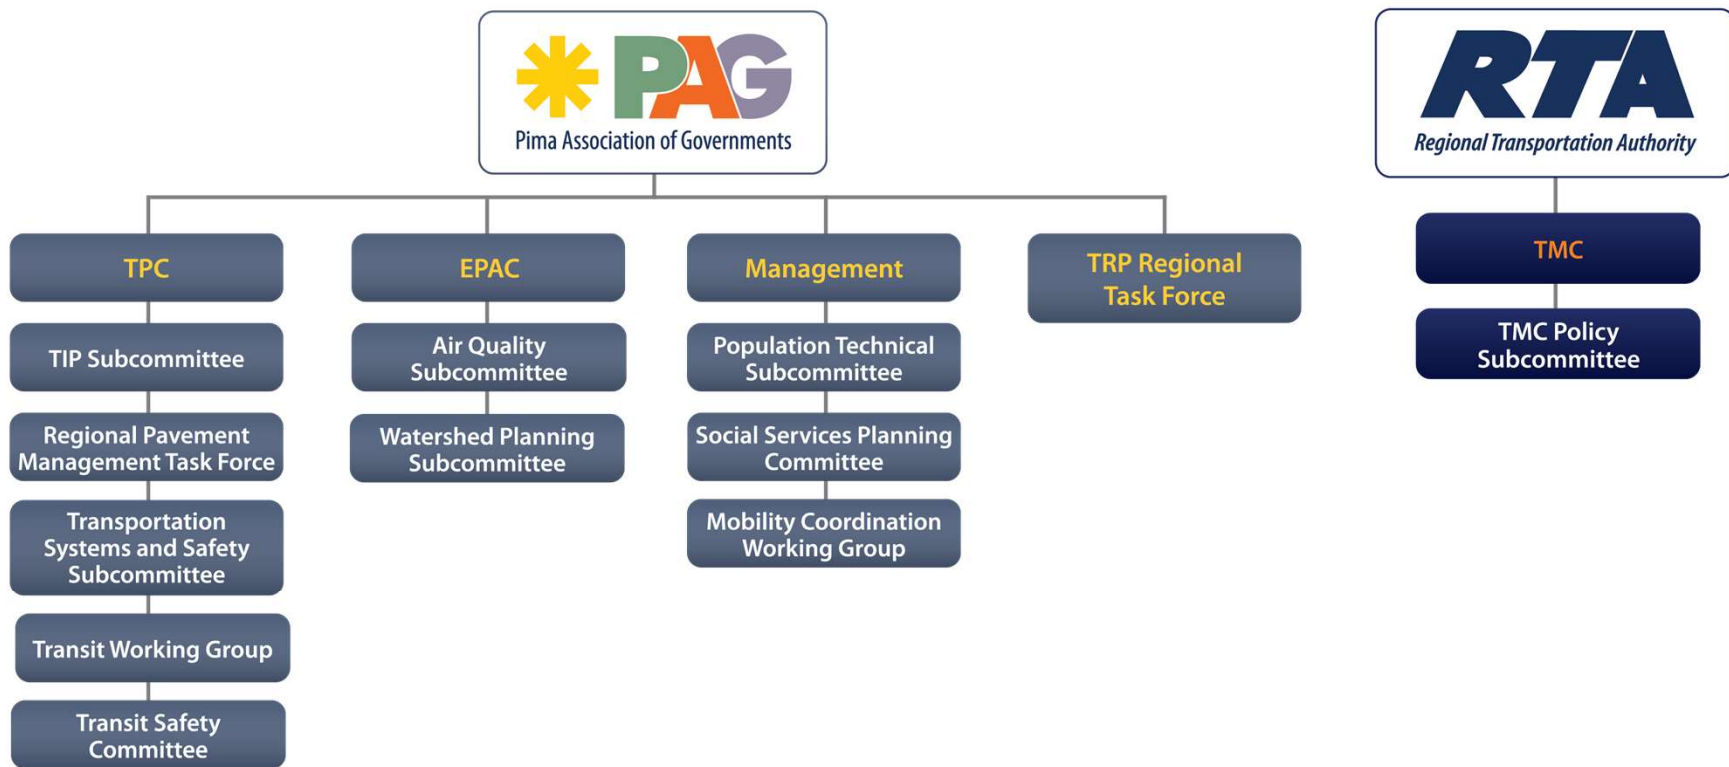 PAG
Pima Association of Governments
RTA
Regional Transportation Authority
TPC
TIP Subcommittee
Regional Pavement
Management Task Force
Transportation
Systems and Safety
Subcommittee
Transit Working Group
Transit Safety
Committee
EPAC
Air Quality
Subcommittee
Watershed Planning
Subcommittee
Management
Population Technical
Subcommittee
Social Services Planning
Committee
Mobility Coordination
Working Group
TRP Regional
Task Force
TMC
TMC Policy
Subcommittee